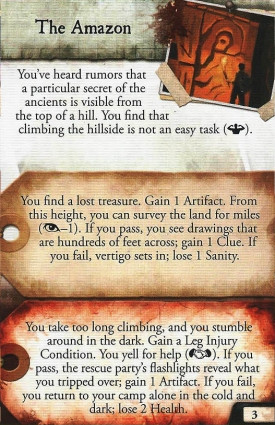 The Amazon
You've heard rumors that
a particular secret of the
ancients is visible from
the top of a hill. You find that
climbing the hillside is not an easy task ( ).
You find a lost treasure. Gain 1 Artifact. From
this height, you can survey the land for miles
( –1). If you pass, you see drawings that
are hundreds of feet across; gain 1 Clue. If
you fail, vertigo sets in; lose 1 Sanity.
You take too long climbing, and you stumble
around in the dark. Gain a Leg Injury
Condition. You yell for help ( ). If you
pass, the rescue party's flashlights reveal what
you tripped over; gain 1 Artifact. If you fail,
you return to your camp alone in the cold and
dark; lose 2 Health.
3